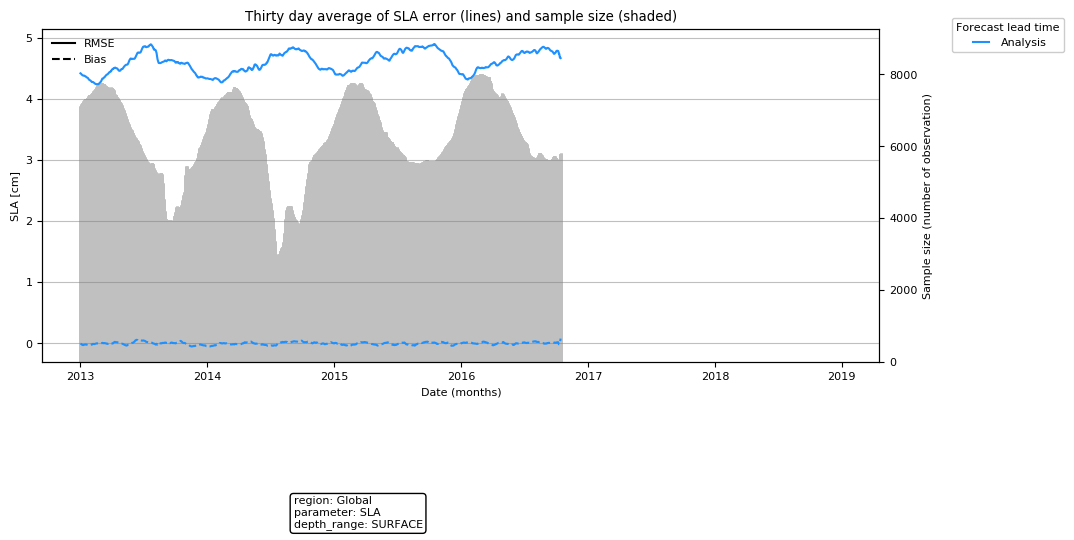 Thirty day average of SLA error (lines) and sample size (shaded)
Forecast lead time
Analysis
RMSE
Bias
5
4
3
2
1
0
SLA [cm]
8000
6000
4000
2000
0
Sample size (number of observation)
2013 2014 2015 2016 2017 2018 2019
Date (months)
region: Global
parameter: SLA
depth_range: SURFACE